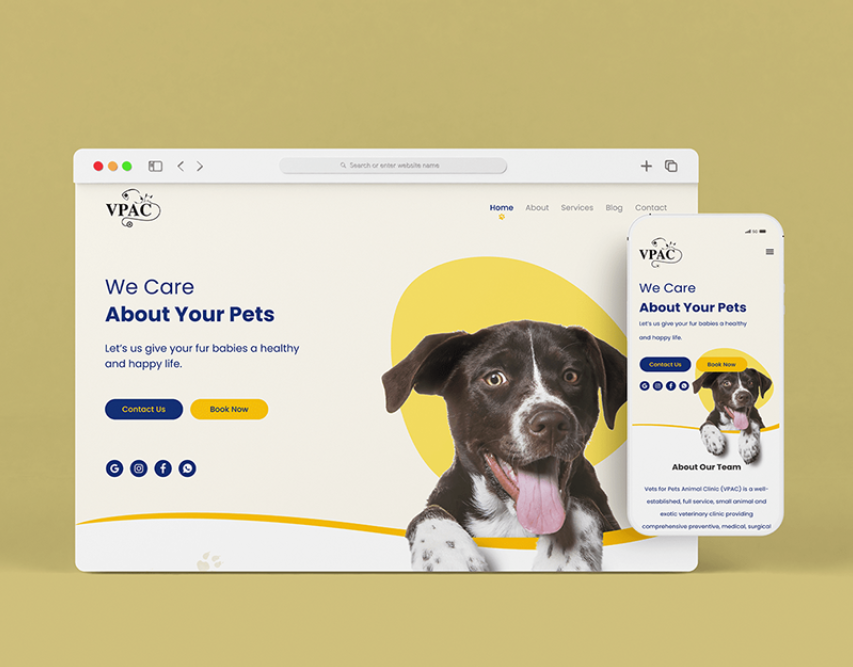 Search or enter website name
VPAC
Home About Services Blog Contact
We Care
About Your Pets
Let's us give your fur babies a healthy
and happy life.
Contact Us Book Now
VPAC
We Care
About Your Pets
Let's us give your fur babies a healthy
and happy life.
Contact Us Book Now
About Our Team
Vets for Pets Animal Clinic (VPAC) is a well-
established, full service, small animal and
exotic veterinary clinic providing
comprehensive preventive, medical, surgical